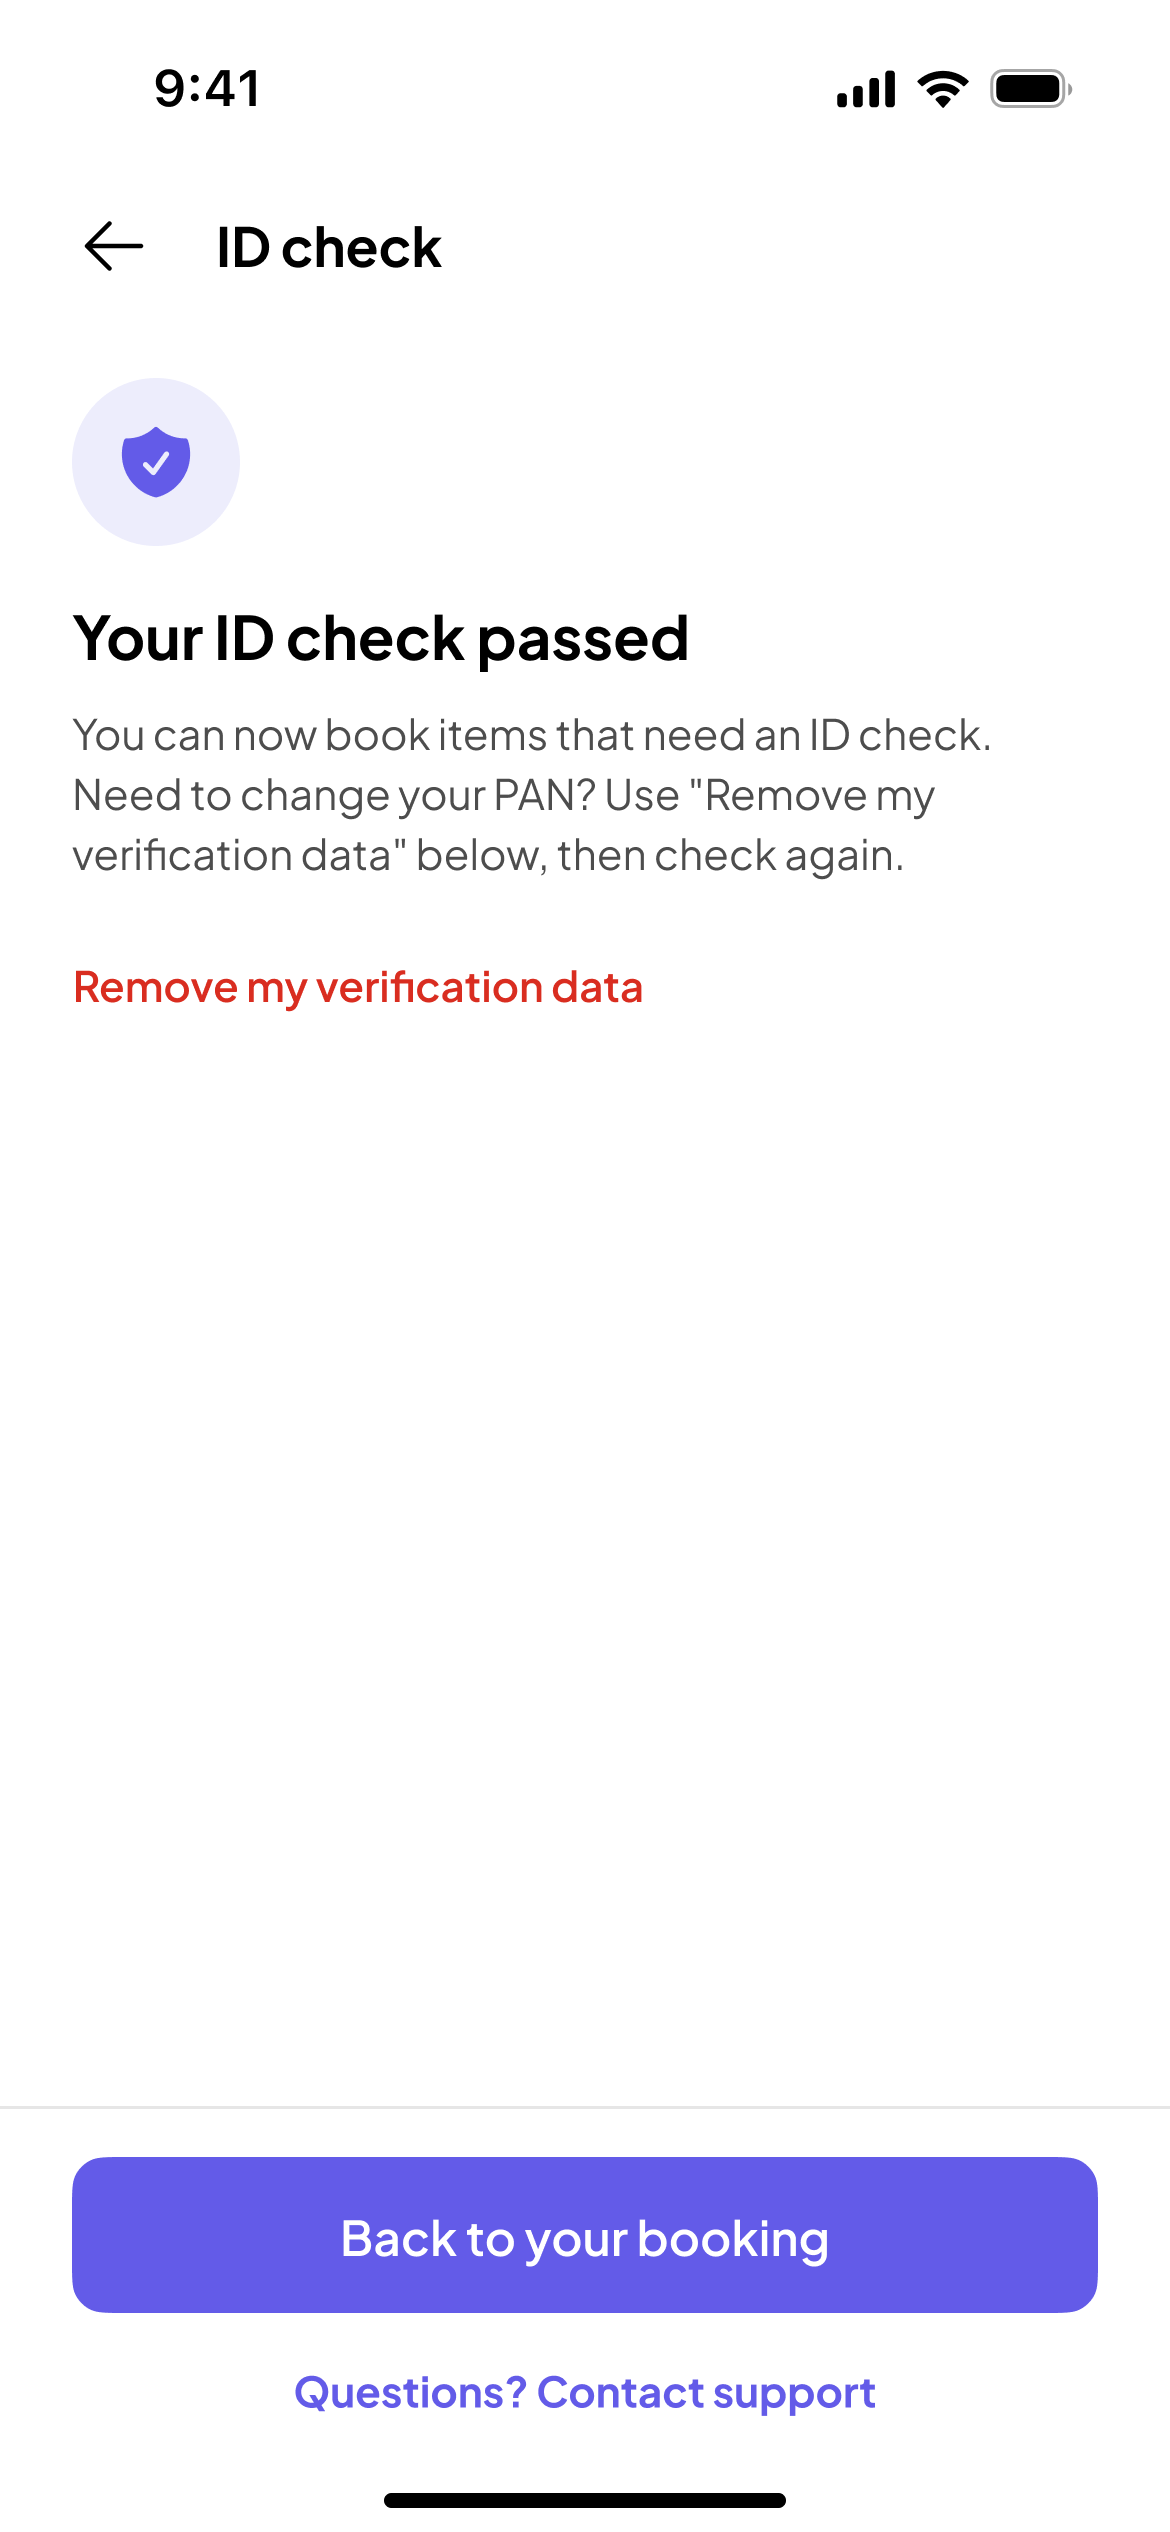 9:41
ID check
Your ID check passed
You can now book items that need an ID check.
Need to change your PAN? Use "Remove my
verification data" below, then check again.
Remove my verification data
Back to your booking
Questions? Contact support